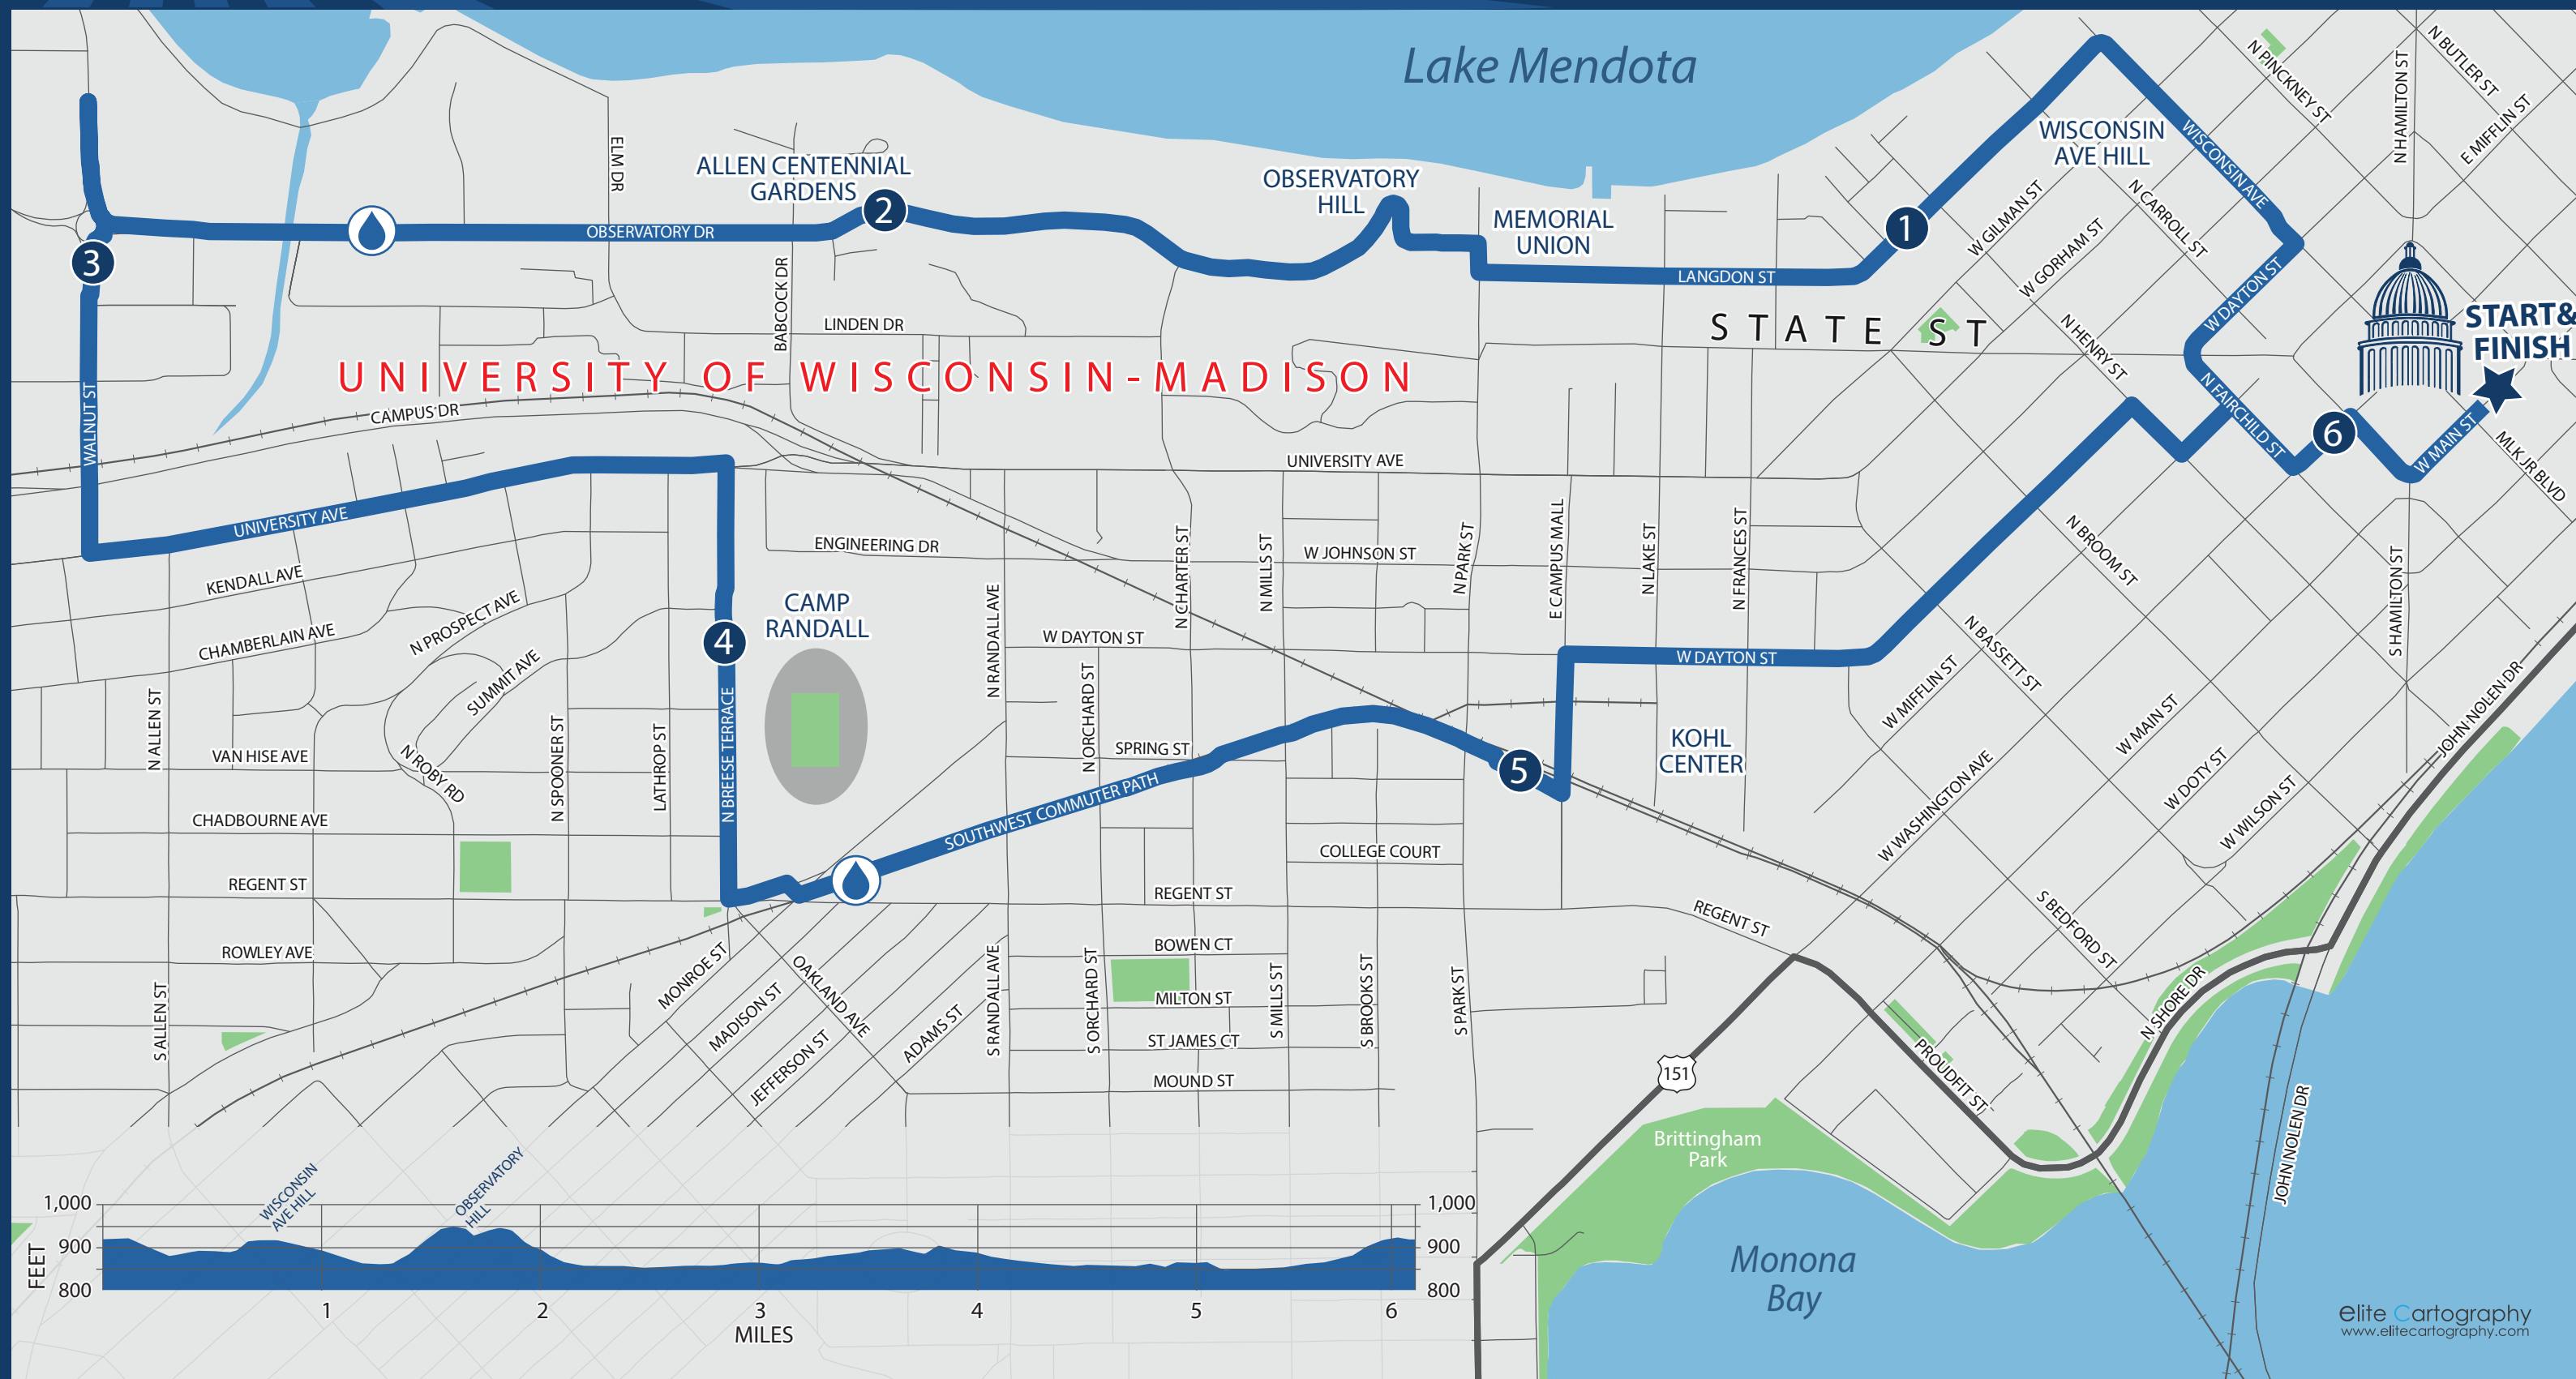 Lake Mendota
N PINCKNEY ST
N HAMILTON ST
N BUTLER ST
E MIFFLIN ST
WISCONSIN
AVE HILL
WISCONSIN AVE
ELM DR
ALLEN CENTENNIAL
GARDENS
2
OBSERVATORY
HILL
MEMORIAL
UNION
1
W GILMAN ST
N CARROLL ST
W GORHAM ST
OBSERVATORY DR
3
BABCOCK DR
LANGDON ST
W DAYTON ST
LINDEN DR
STATE ST
N HENRY ST
START&
FINISH
UNIVERSITY OF WISCONSIN-MADISON
CAMPUS DR
WALNUT ST
N FAIRCHILD ST
6
W MAIN ST
MLK JR BLVD
UNIVERSITY AVE
UNIVERSITY AVE
ENGINEERING DR
W JOHNSON ST
N CHARTER ST
N MILLS ST
N PARK ST
E CAMPUS MALL
N LAKE ST
N FRANCES ST
N BROOM ST
S HAMILTON ST
KENDALL AVE
N PROSPECT AVE
CHAMBERLAIN AVE
SUMMIT AVE
4
CAMP
RANDALL
N RANDALL AVE
W DAYTON ST
W DAYTON ST
N BASSETT ST
W MIFFLIN ST
N ALLEN ST
VAN HISE AVE
N ROBY RD
N SPOONER ST
LATHROP ST
N BREESE TERRACE
N ORCHARD ST
SPRING ST
SOUTHWEST COMMUTER PATH
5
KOHL
CENTER
W WASHINGTON AVE
W MAIN ST
W DOTY ST
W WILSON ST
JOHN NOLEN DR
CHADBOURNE AVE
COLLEGE COURT
REGENT ST
REGENT ST
REGENT ST
S BEDFORD ST
ROWLEY AVE
S ALLEN ST
MONROE ST
MADISON ST
OAKLAND AVE
JEFFERSON ST
ADAMS ST
S RANDALL AVE
S ORCHARD ST
BOWEN CT
MILTON ST
ST JAMES CT
MOUND ST
S MILLS ST
S BROOKS ST
S PARK ST
151
N SHORE DR
PROUDFIT ST
JOHN NOLEN DR
Brittingham
Park
Monona
Bay
WISCONSIN
AVE HILL
OBSERVATORY
HILL
1,000
900
800
FEET
1,000
900
800
1
2
3
4
5
6
MILES
elite Cartography
www.elitecartography.com